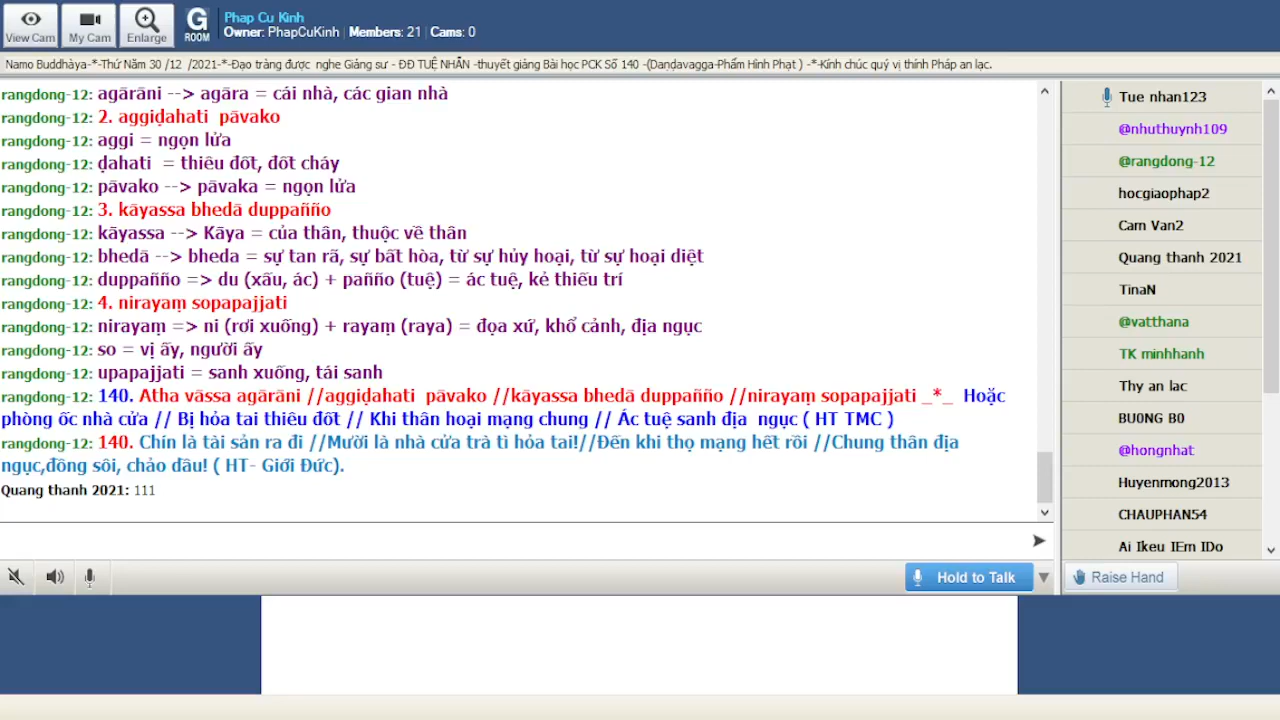 View Cam
My Cam
Enlarge
G
ROOM
Phap Cu Kinh
Owner: PhapCuKinh | Members: 21 | Cams: 0
Namo Buddhàya-*-Thứ Năm 30 /12 /2021-*-Đạo tràng được nghe Giảng sư - ĐĐ TUỆ NHÂN -thuyết giảng Bài học PCK Số 140 -(Daṇḍavagga-Phẩm Hình Phạt ) -*-Kính chúc quý vị thính Pháp an lạc.
rangdong-12: agārāni --> agāra = cái nhà, các gian nhà
rangdong-12: 2. aggiḍahati pāvako
rangdong-12: aggi = ngọn lửa
rangdong-12: ḍahati = thiêu đốt, đốt cháy
rangdong-12: pāvako --> pāvaka = ngọn lửa
rangdong-12: 3. kāyassa bhedā duppañño
rangdong-12: kāyassa --> Kāya = của thân, thuộc về thân
rangdong-12: bhedā --> bheda = sự tan rã, sự bất hòa, từ sự hủy hoại, từ sự hoại diệt
rangdong-12: duppañño => du (xấu, ác) + pañño (tuệ) = ác tuệ, kẻ thiếu trí
rangdong-12: 4. nirayaṃ sopapajjati
rangdong-12: nirayaṃ => ni (rơi xuống) + rayaṃ (raya) = đọa xứ, khổ cảnh, địa ngục
rangdong-12: so = vị ấy, người ấy
rangdong-12: upapajjati = sanh xuống, tái sanh
rangdong-12: 140. Atha vāssa agārāni //aggiḍahati pāvako //kāyassa bhedā duppañño //nirayaṃ sopapajjati _*_ Hoặc
phòng ốc nhà cửa // Bị hỏa tai thiêu đốt // Khi thân hoại mạng chung // Ác tuệ sanh địa ngục ( HT TMC )
rangdong-12: 140. Chín là tài sản ra đi //Mười là nhà cửa trà tì hỏa tai!//Đến khi thọ mạng hết rồi //Chung thân địa
ngục,đồng sôi, chảo dầu! ( HT- Giới Đức).
Quang thanh 2021: 111
Hold to Talk
Tue nhan123
@nhuthuynh109
@rangdong-12
hocgiaophap2
Cam Van2
Quang thanh 2021
TinaN
@vatthana
TK minhhanh
Thy an lac
BU0NG B0
@hongnhat
Huyenmong2013
CHAUPHAN54
Ai Ikeu IEm IDo
Raise Hand